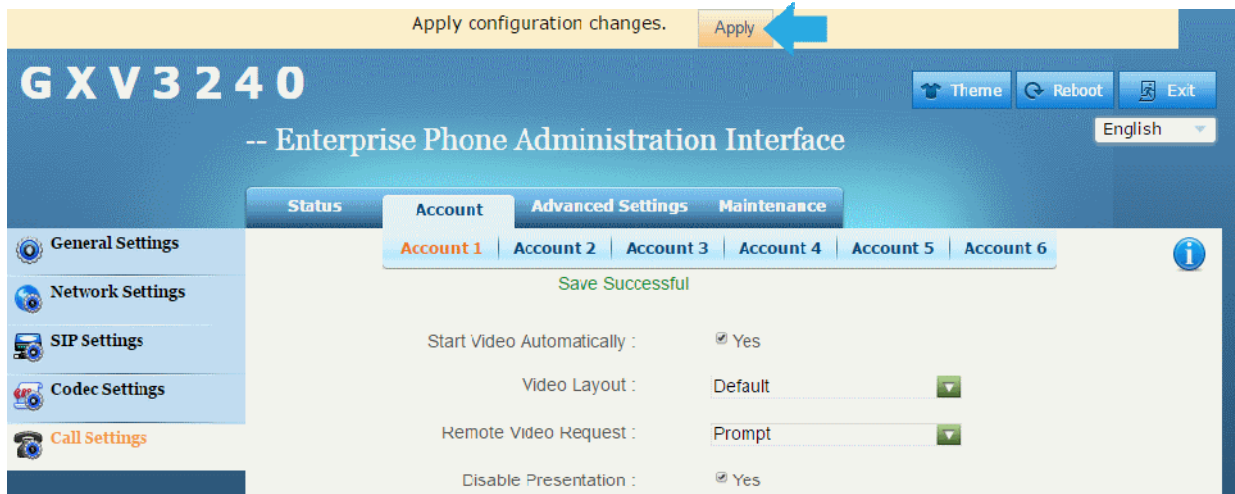 Apply configuration changes. Apply
GXV3240
Theme Reboot Exit
-- Enterprise Phone Administration Interface
English
Status Account Advanced Settings Maintenance
General Settings
Account 1 Account 2 Account 3 Account 4 Account 5 Account 6
Save Successful
Network Settings
SIP Settings
Start Video Automatically : Yes
Codec Settings
Video Layout : Default
Call Settings
Remote Video Request : Prompt
Disable Presentation : Yes